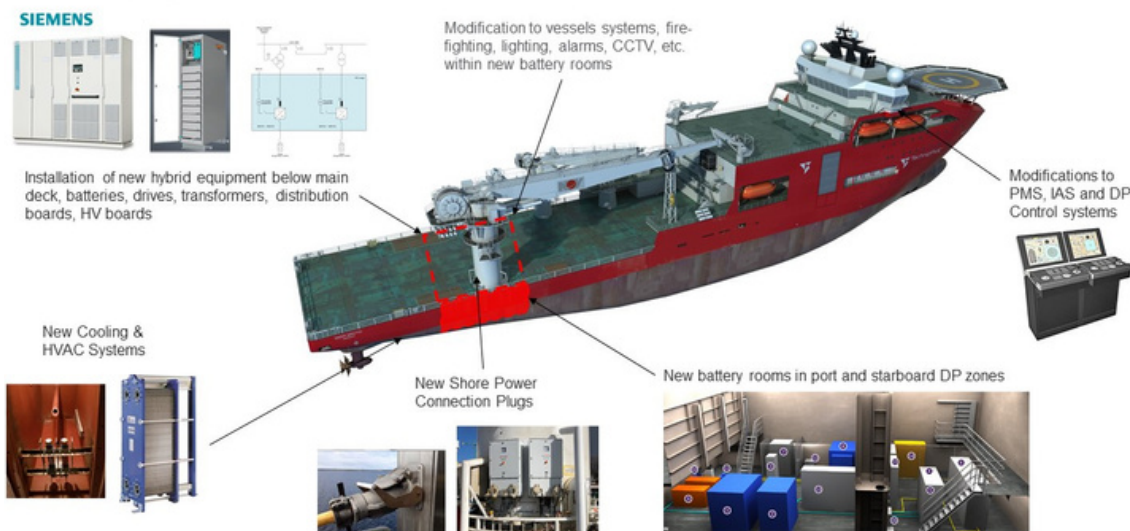 SIEMENS
Modification to vessels systems, fire-
fighting, lighting, alarms, CCTV, etc.
within new battery rooms
Installation of new hybrid equipment below main
deck, batteries, drives, transformers, distribution
boards, HV boards
Modifications to
PMS, IAS and DP
Control systems
New Cooling &
HVAC Systems
New Shore Power
Connection Plugs
New battery rooms in port and starboard DP zones